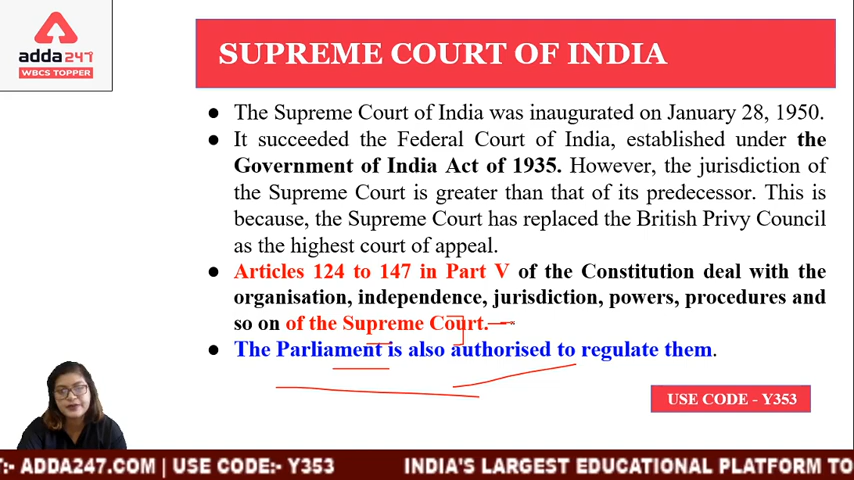 adda247
WBCS TOPPER
SUPREME COURT OF INDIA
● The Supreme Court of India was inaugurated on January 28, 1950.
● It succeeded the Federal Court of India, established under the
Government of India Act of 1935. However, the jurisdiction of
the Supreme Court is greater than that of its predecessor. This is
because, the Supreme Court has replaced the British Privy Council
as the highest court of appeal.
● Articles 124 to 147 in Part V of the Constitution deal with the
organisation, independence, jurisdiction, powers, procedures and
so on of the Supreme Court.
● The Parliament is also authorised to regulate them.
USE CODE - Y353
T:- ADDA247.COM | USE CODE:- Y353 INDIA'S LARGEST EDUCATIONAL PLATFORM TO